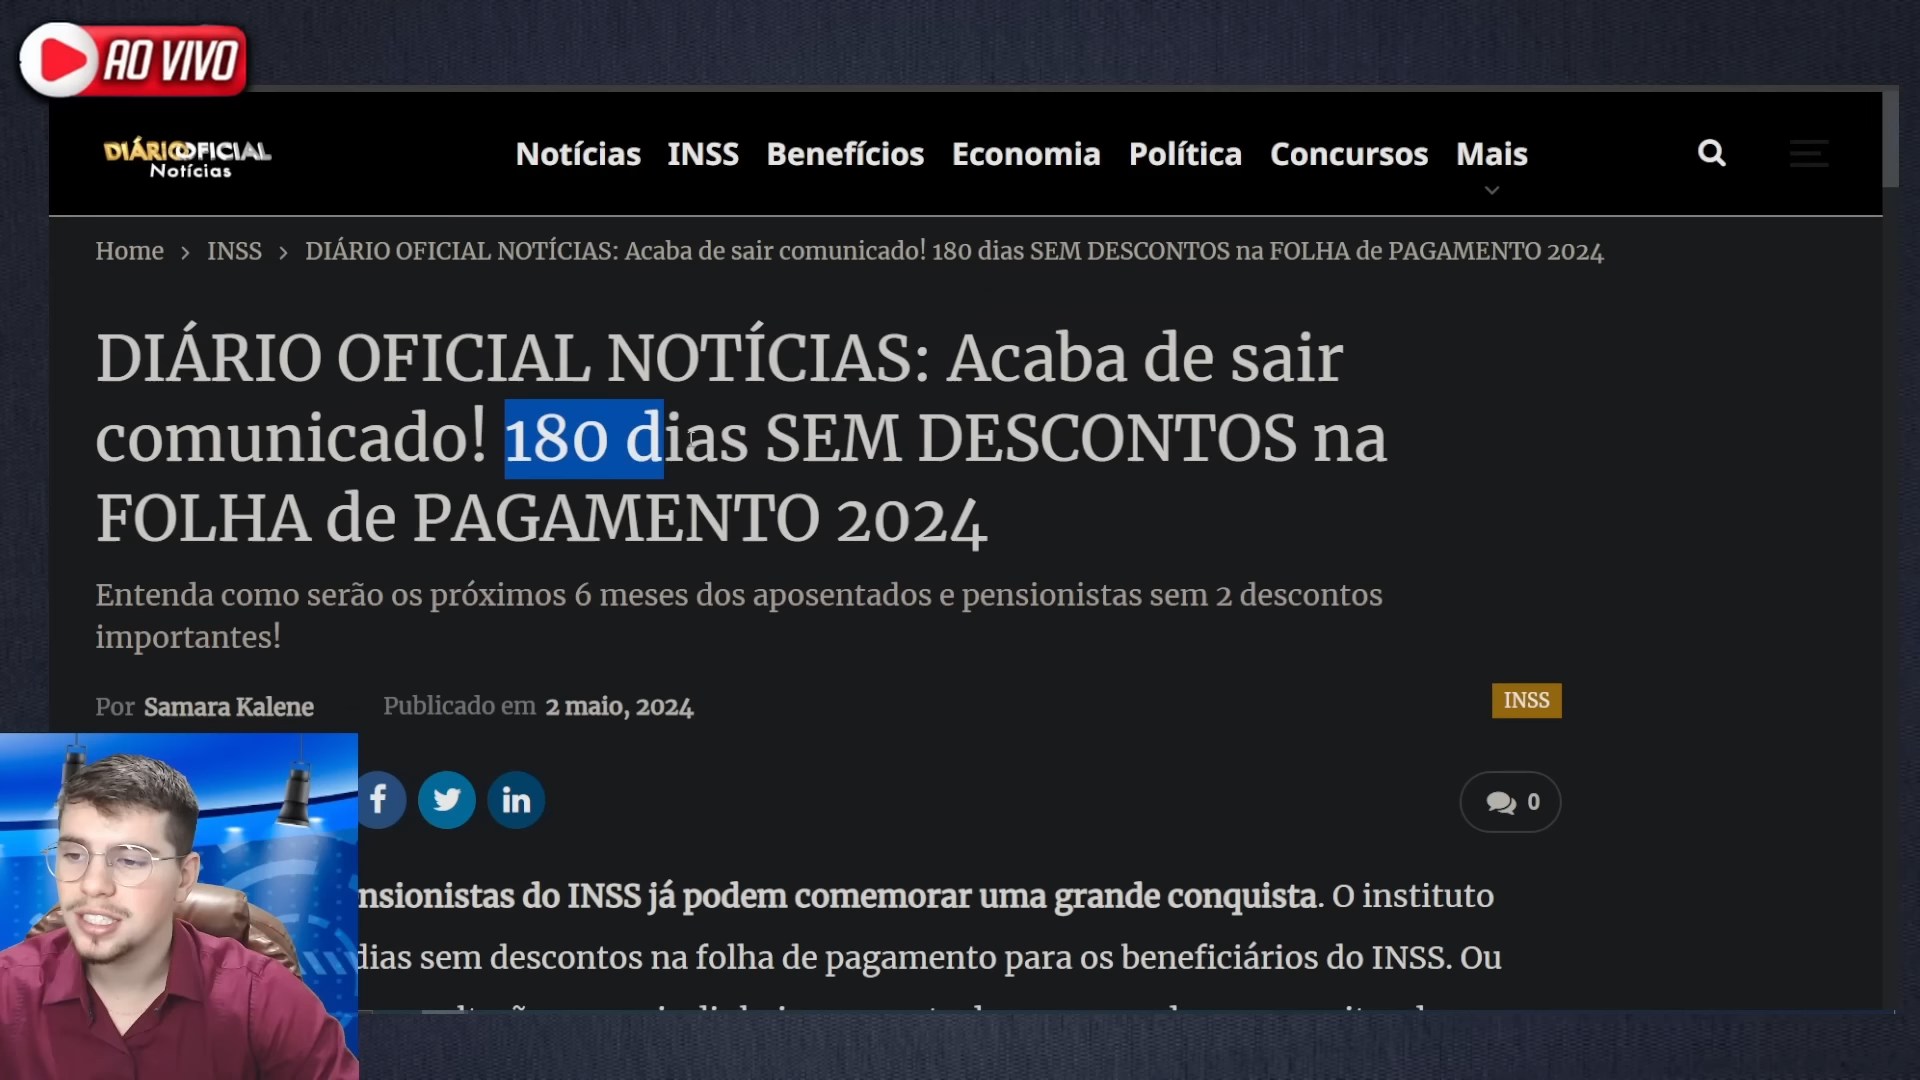 AO VIVO
DIÁRIO OFICIAL
Notícias
Notícias INSS Benefícios Economia Política Concursos Mais
Home > INSS > DIÁRIO OFICIAL NOTÍCIAS: Acaba de sair comunicado! 180 dias SEM DESCONTOS na FOLHA de PAGAMENTO 2024
DIÁRIO OFICIAL NOTÍCIAS: Acaba de sair
comunicado! 180 dias SEM DESCONTOS na
FOLHA de PAGAMENTO 2024
Entenda como serão os próximos 6 meses dos aposentados e pensionistas sem 2 descontos
importantes!
Por Samara Kalene Publicado em 2 maio, 2024
INSS
0
nsionistas do INSS já podem comemorar uma grande conquista. O instituto
dias sem descontos na folha de pagamento para os beneficiários do INSS. Ou